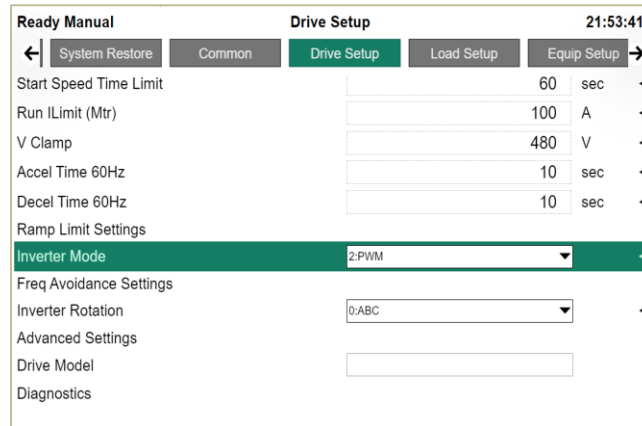 Ready Manual Drive Setup 21:53:41
System Restore Common Drive Setup Load Setup Equip Setup
Start Speed Time Limit 60 sec
Run ILimit (Mtr) 100 A
V Clamp 480 V
Accel Time 60Hz 10 sec
Decel Time 60Hz 10 sec
Ramp Limit Settings
Inverter Mode 2:PWM
Freq Avoidance Settings
Inverter Rotation 0:ABC
Advanced Settings
Drive Model
Diagnostics